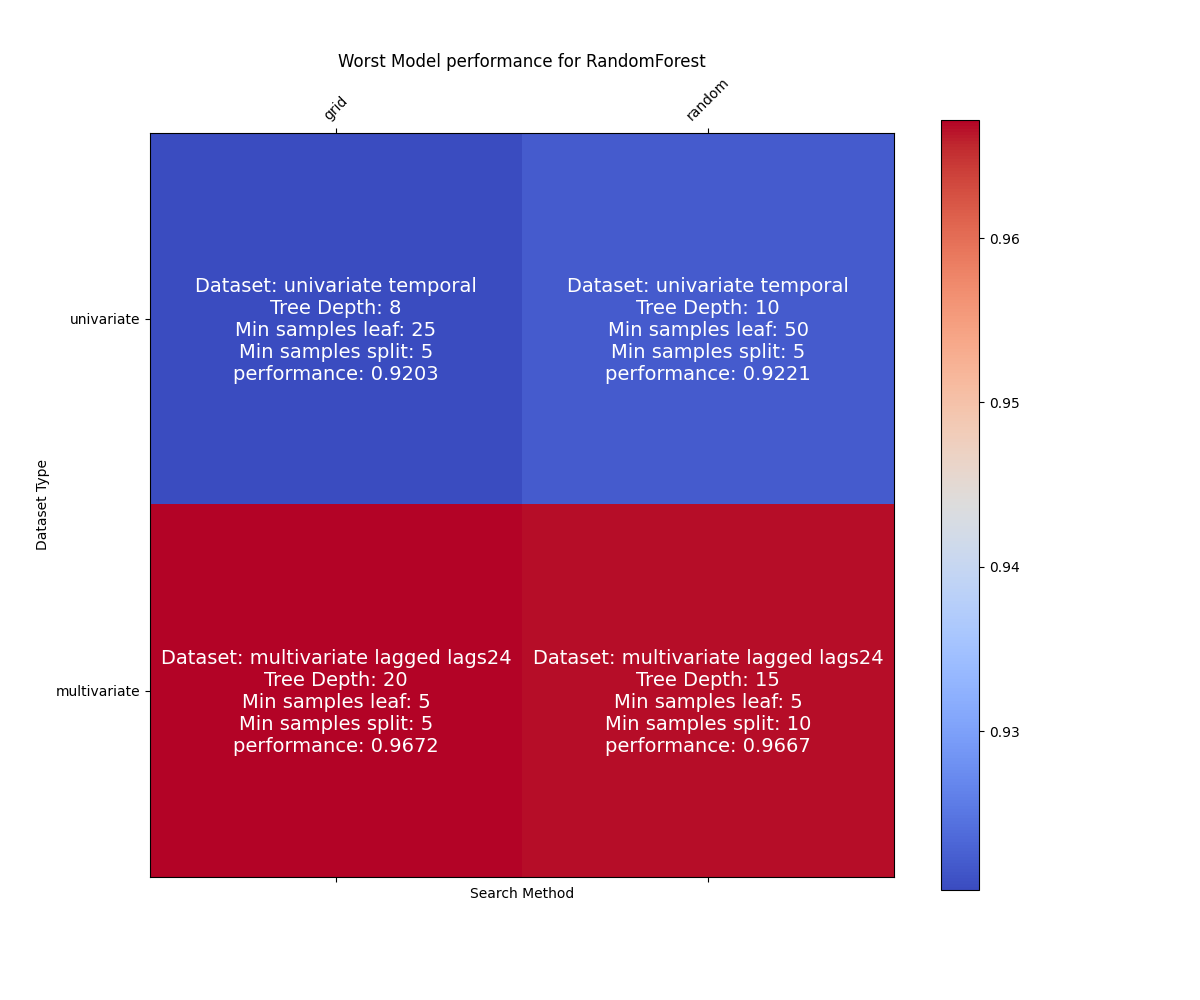 Worst Model performance for RandomForest
grid
random
univariate
multivariate
Dataset Type
Search Method
Dataset: univariate temporal
Tree Depth: 8
Min samples leaf: 25
Min samples split: 5
performance: 0.9203
Dataset: univariate temporal
Tree Depth: 10
Min samples leaf: 50
Min samples split: 5
performance: 0.9221
Dataset: multivariate lagged lags24
Tree Depth: 20
Min samples leaf: 5
Min samples split: 5
performance: 0.9672
Dataset: multivariate lagged lags24
Tree Depth: 15
Min samples leaf: 5
Min samples split: 10
performance: 0.9667
0.96
0.95
0.94
0.93